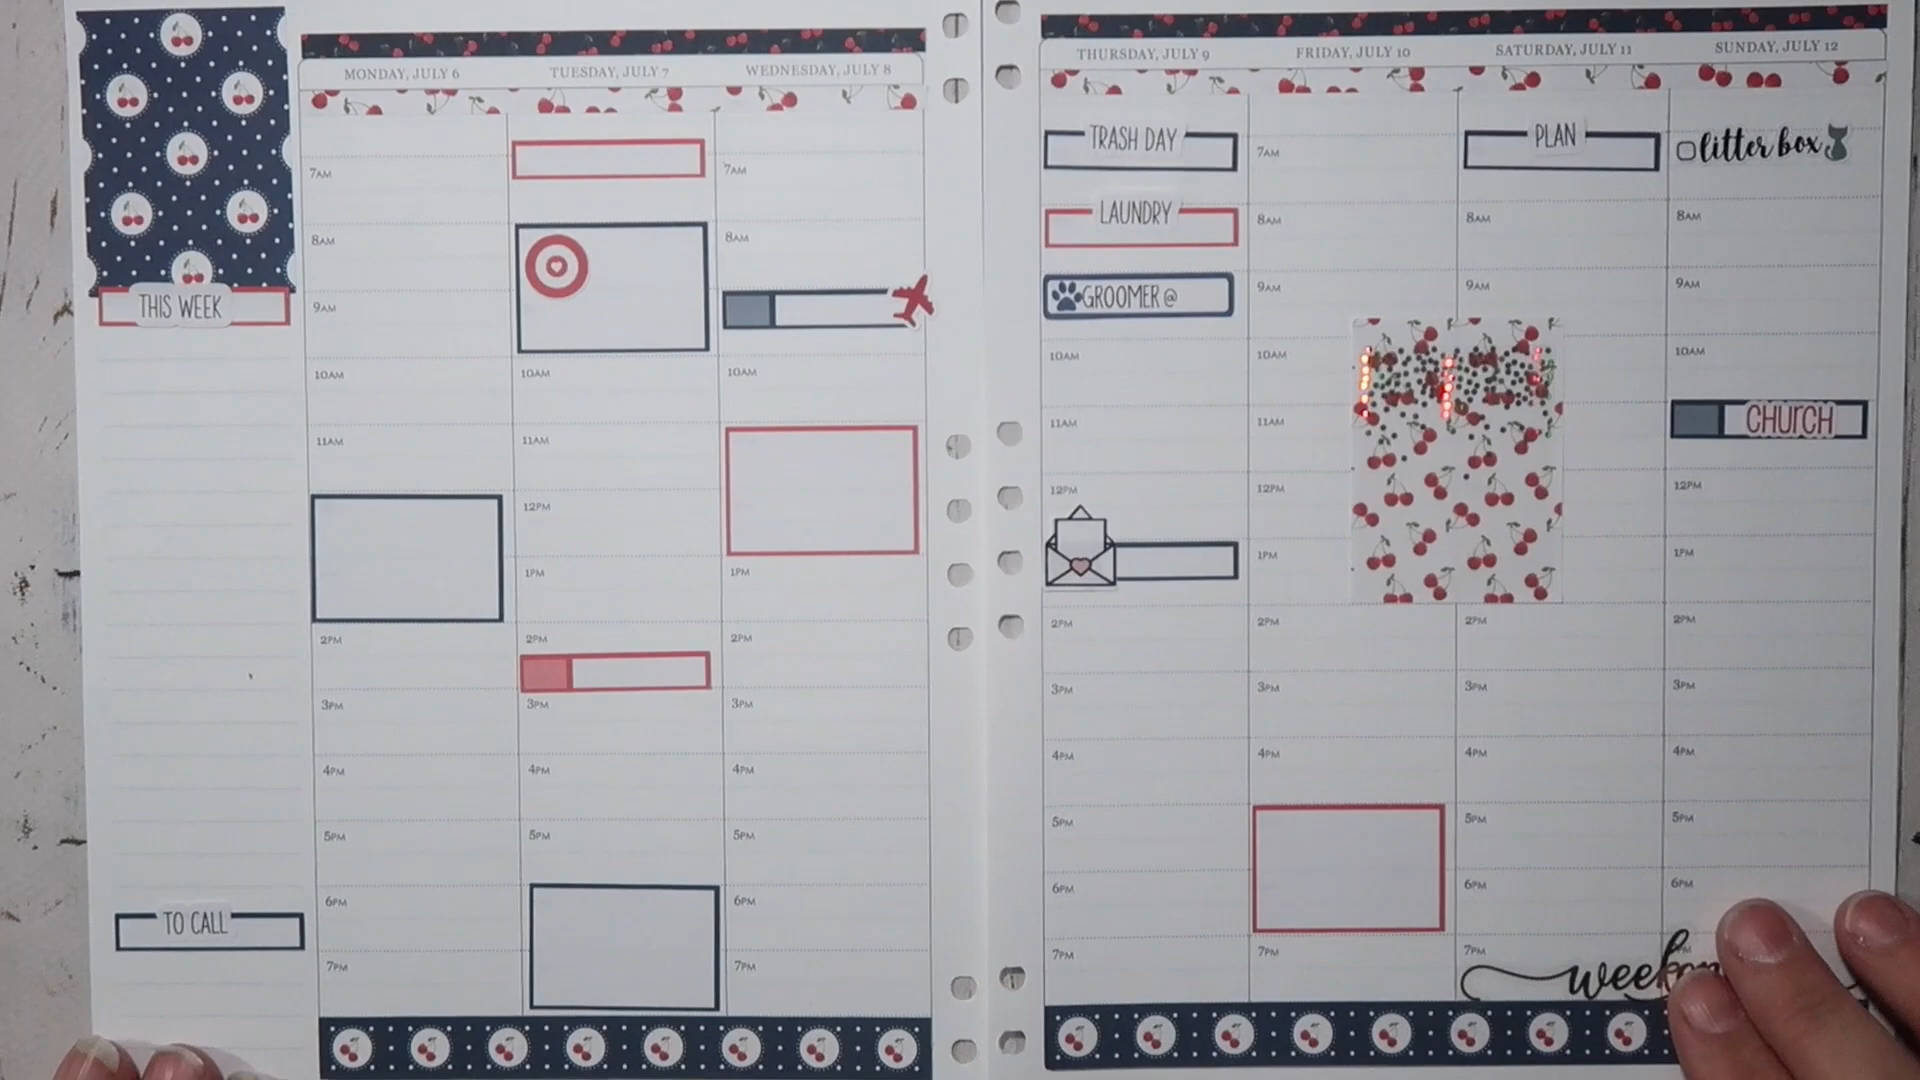 MONDAY, JULY 6
TUESDAY, JULY 7
WEDNESDAY, JULY 8
THIS WEEK
TO CALL
7AM
8AM
9AM
10AM
11AM
2PM
3PM
4PM
5PM
6PM
7PM
10AM
11AM
12PM
1PM
2PM
3PM
4PM
5PM
7AM
8AM
10AM
1PM
2PM
3PM
4PM
5PM
6PM
7PM
THURSDAY, JULY 9
FRIDAY, JULY 10
SATURDAY, JULY 11
SUNDAY, JULY 12
TRASH DAY
LAUNDRY
GROOMER @
10AM
11AM
12PM
2PM
3PM
4PM
5PM
6PM
7PM
7AM
8AM
9AM
10AM
11AM
12PM
1PM
2PM
3PM
4PM
7PM
PLAN
8AM
9AM
2PM
3PM
4PM
5PM
6PM
7PM
litter box
8AM
9AM
10AM
CHURCH
12PM
1PM
2PM
3PM
4PM
5PM
6PM